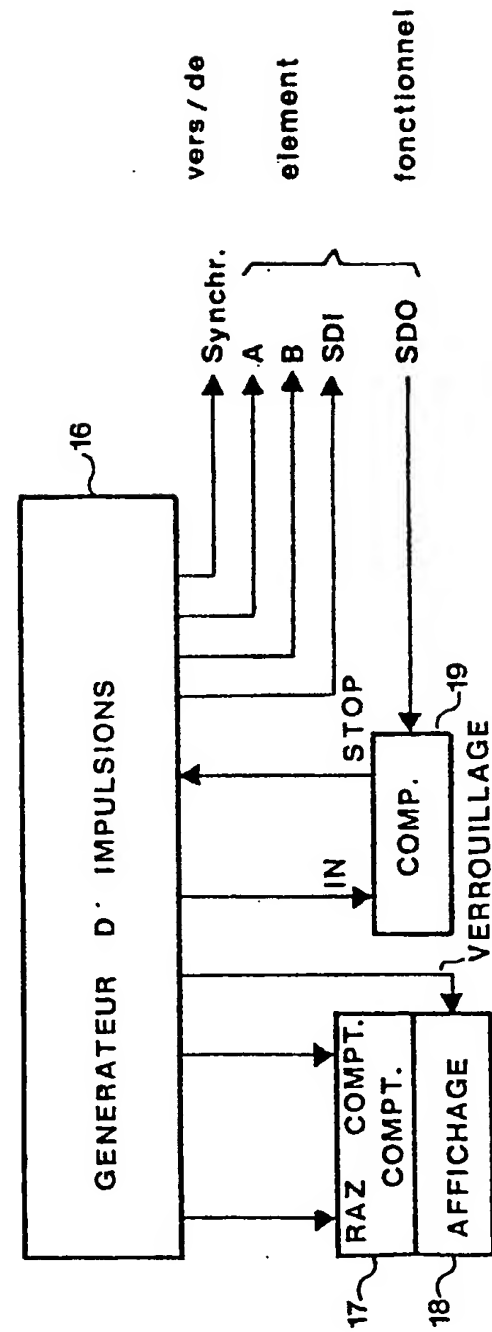 16
GENERATEUR D' IMPULSIONS
Synchr.
A
B
SDI
SDO
vers / de
element
fonctionnel
IN
STOP
COMP.
19
VERROUILLAGE
RAZ COMPT.
COMPT.
17
AFFICHAGE
18